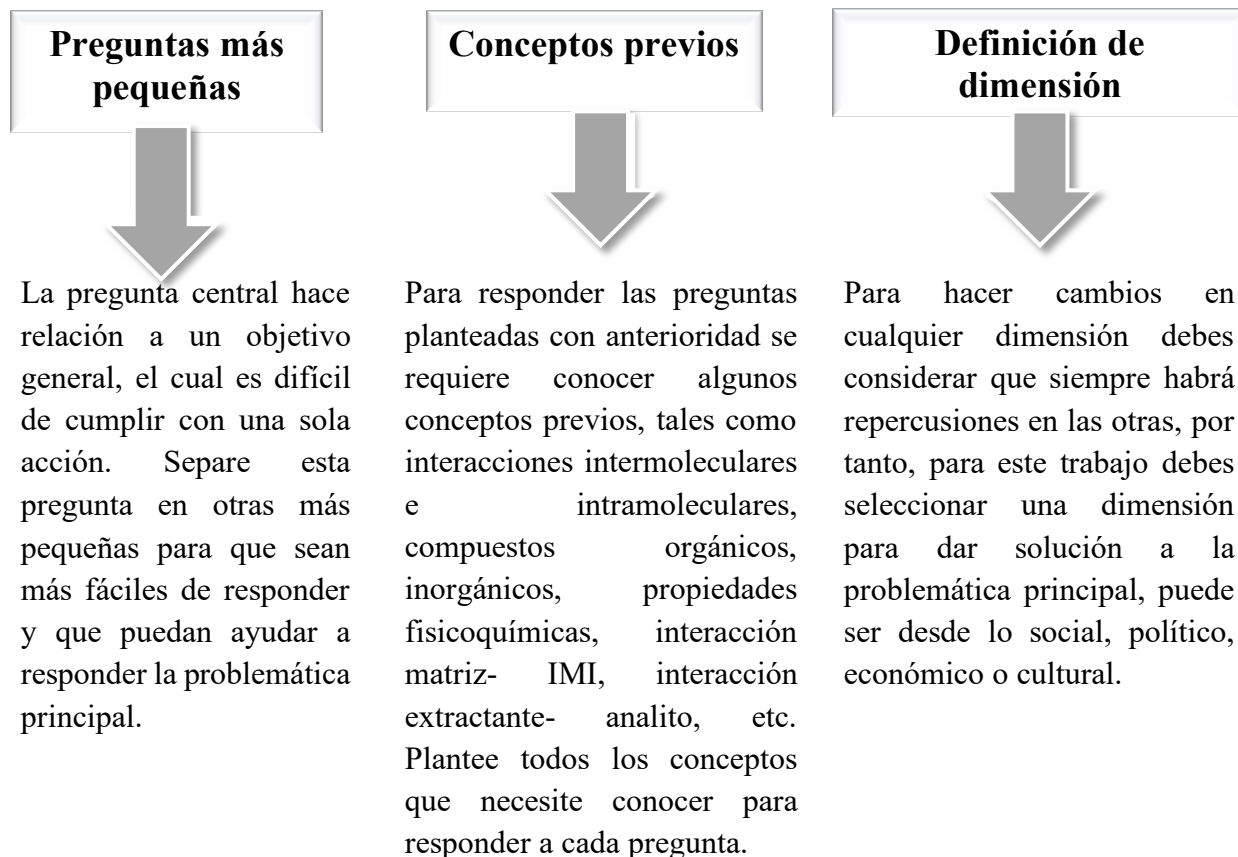 Preguntas más
pequeñas
La pregunta central hace
relación a un objetivo
general, el cual es difícil
de cumplir con una sola
acción. Separe esta
pregunta en otras más
pequeñas para que sean
más fáciles de responder
y que puedan ayudar a
responder la problemática
principal.
Conceptos previos
Para responder las preguntas
planteadas con anterioridad se
requiere conocer algunos
conceptos previos, tales como
interacciones intermoleculares
e intramoleculares,
compuestos orgánicos,
inorgánicos, propiedades
fisicoquímicas, interacción
matriz- IMI, interacción
extractante- analito, etc.
Plantee todos los conceptos
que necesite conocer para
responder a cada pregunta.
Definición de
dimensión
Para hacer cambios en
cualquier dimensión debes
considerar que siempre habrá
repercusiones en las otras, por
tanto, para este trabajo debes
seleccionar una dimensión
para dar solución a la
problemática principal, puede
ser desde lo social, político,
económico o cultural.